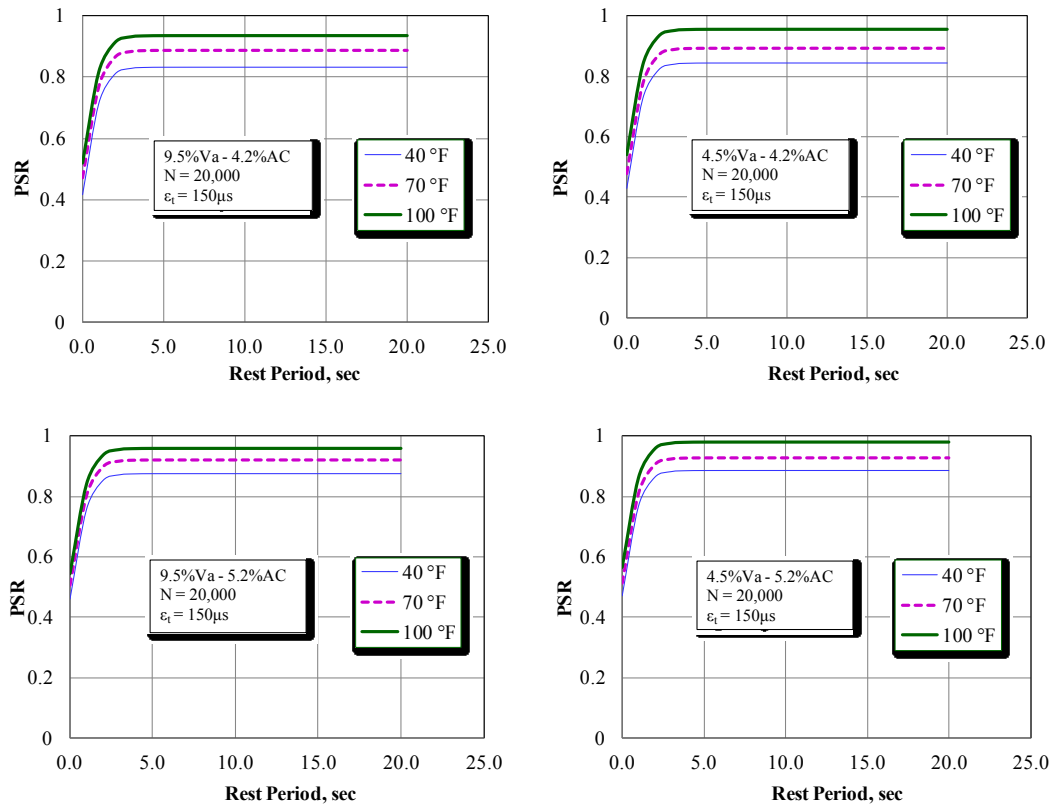 1
0.8
0.6
0.4
0.2
0
PSR
9.5%Va - 4.2%AC
N = 20,000
εt = 150μs
40 °F
70 °F
100 °F
0.0 5.0 10.0 15.0 20.0 25.0
Rest Period, sec
1
0.8
0.6
0.4
0.2
0
PSR
4.5%Va - 4.2%AC
N = 20,000
εt = 150μs
40 °F
70 °F
100 °F
0.0 5.0 10.0 15.0 20.0 25.0
Rest Period, sec
1
0.8
0.6
0.4
0.2
0
PSR
9.5%Va - 5.2%AC
N = 20,000
εt = 150μs
40 °F
70 °F
100 °F
0.0 5.0 10.0 15.0 20.0 25.0
Rest Period, sec
1
0.8
0.6
0.4
0.2
0
PSR
4.5%Va - 5.2%AC
N = 20,000
εt = 150μs
40 °F
70 °F
100 °F
0.0 5.0 10.0 15.0 20.0 25.0
Rest Period, sec